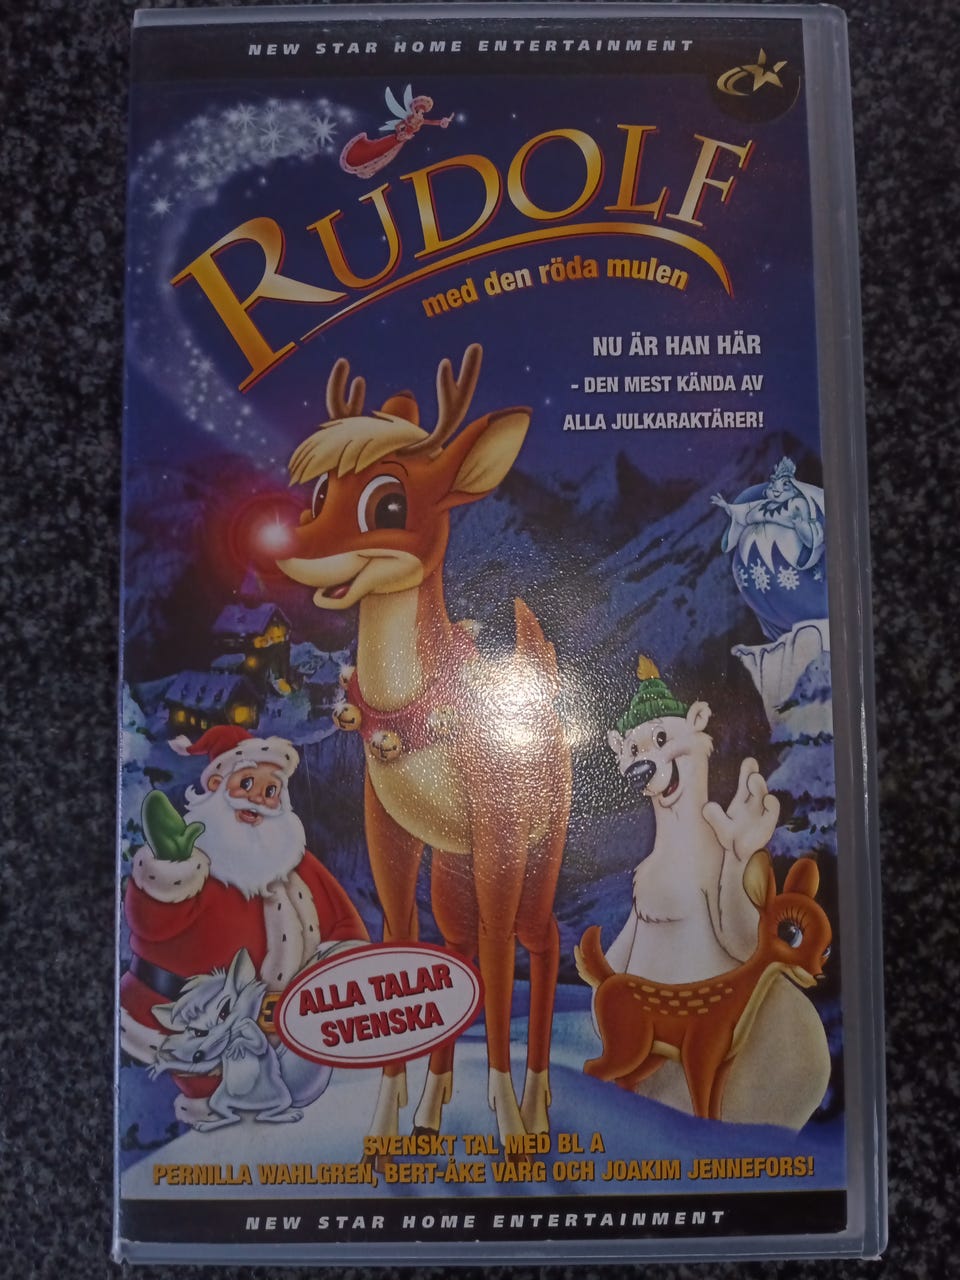 NEW STAR HOME ENTERTAINMENT
RUDOLF
med den röda mulen
NU ÄR HAN HÄR
- DEN MEST KÄNDA AV
ALLA JULKARAKTÄRER!
ALLA TALAR
SVENSKA
SVENSKT TAL MED BL A
PERNILLA WAHLGREN, BERT-ÅKE VARG OCH JOAKIM JENNEFORS!
NEW STAR HOME ENTERTAINMENT